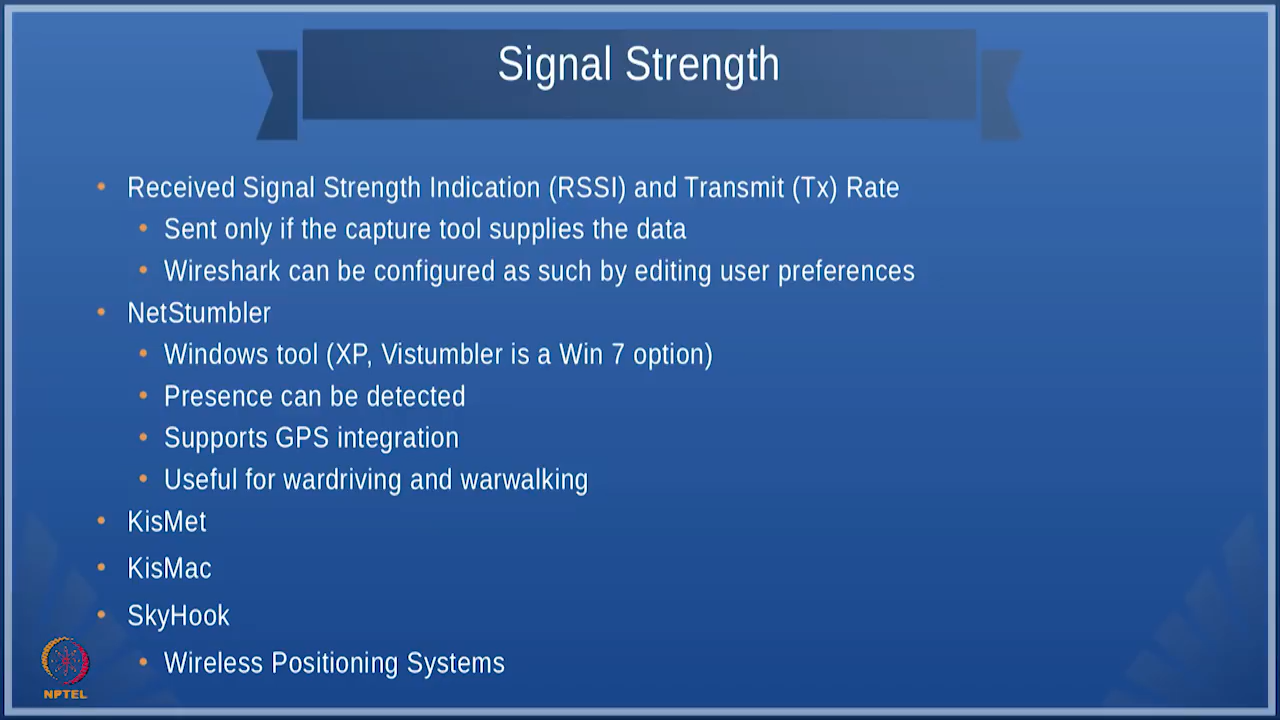 Signal Strength
• Received Signal Strength Indication (RSSI) and Transmit (Tx) Rate
• Sent only if the capture tool supplies the data
• Wireshark can be configured as such by editing user preferences
• NetStumbler
• Windows tool (XP, Vistumbler is a Win 7 option)
• Presence can be detected
• Supports GPS integration
• Useful for wardriving and warwalking
• KisMet
• KisMac
• SkyHook
• Wireless Positioning Systems
NPTEL